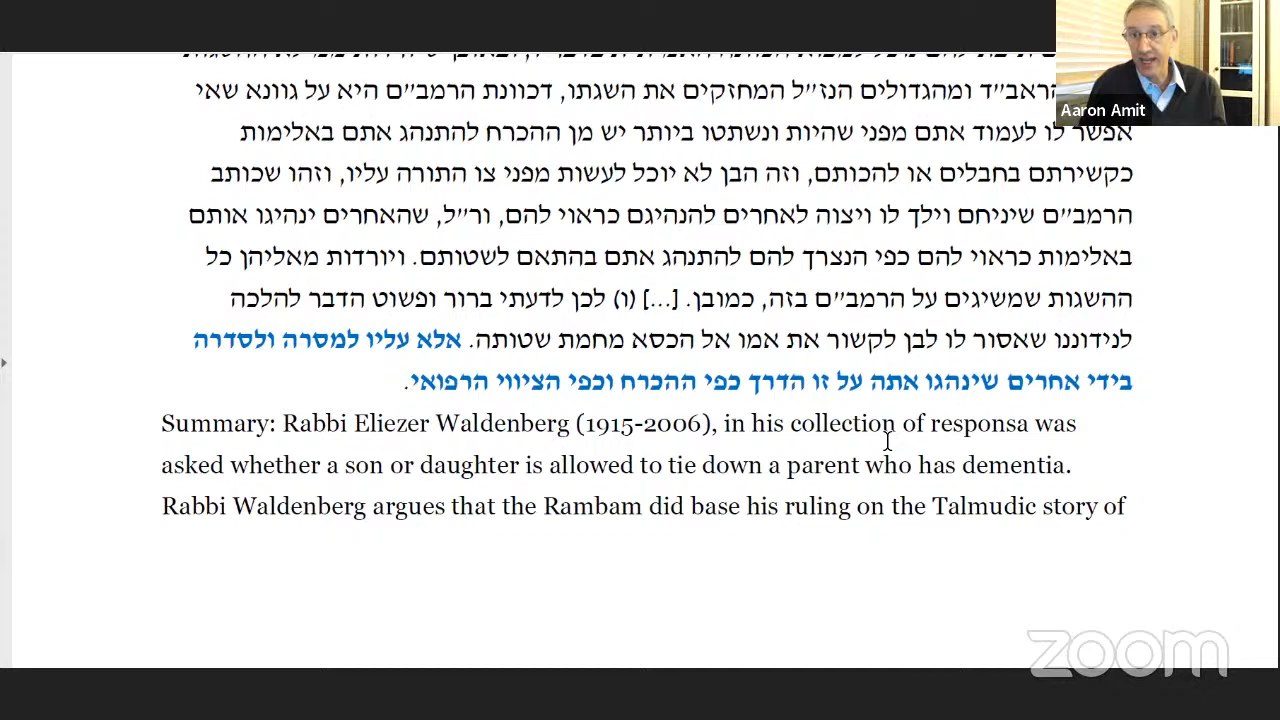 הראב״ד ומהגדולים הנז״ל המחזקים את השגתו, דכוונת הרמב״ם היא על גוונא שאי
אפשר לו לעמוד אתם מפני שהיות ונשתטו ביותר יש מן ההכרח להתנהג אתם באלימות
כקשירתם בחבלים או להכותם, וזה הבן לא יוכל לעשות מפני צו התורה עליו, וזהו שכותב
הרמב״ם שיניחם וילך לו ויצוה לאחרים להנהיגם כראוי להם, ור״ל, שהאחרים ינהיגו אותם
באלימות כראוי להם כפי הנצרך להם להתנהג אתם בהתאם לשטותם. ויורדות מאליהן כל
ההשגות שמשיגים על הרמב״ם בזה, כמובן. [...] (ו) לכן לדעתי ברור ופשוט הדבר להלכה
לנידוננו שאסור לו לבן לקשור את אמו אל הכסא מחמת שטותה. אלא עליו למסרה ולסדרה
בידי אחרים שינהגו אתה על זו הדרך כפי ההכרח וכפי הציווי הרפואי.
Summary: Rabbi Eliezer Waldenberg (1915-2006), in his collection of responsa was
asked whether a son or daughter is allowed to tie down a parent who has dementia.
Rabbi Waldenberg argues that the Rambam did base his ruling on the Talmudic story of
Aaron Amit
zoom